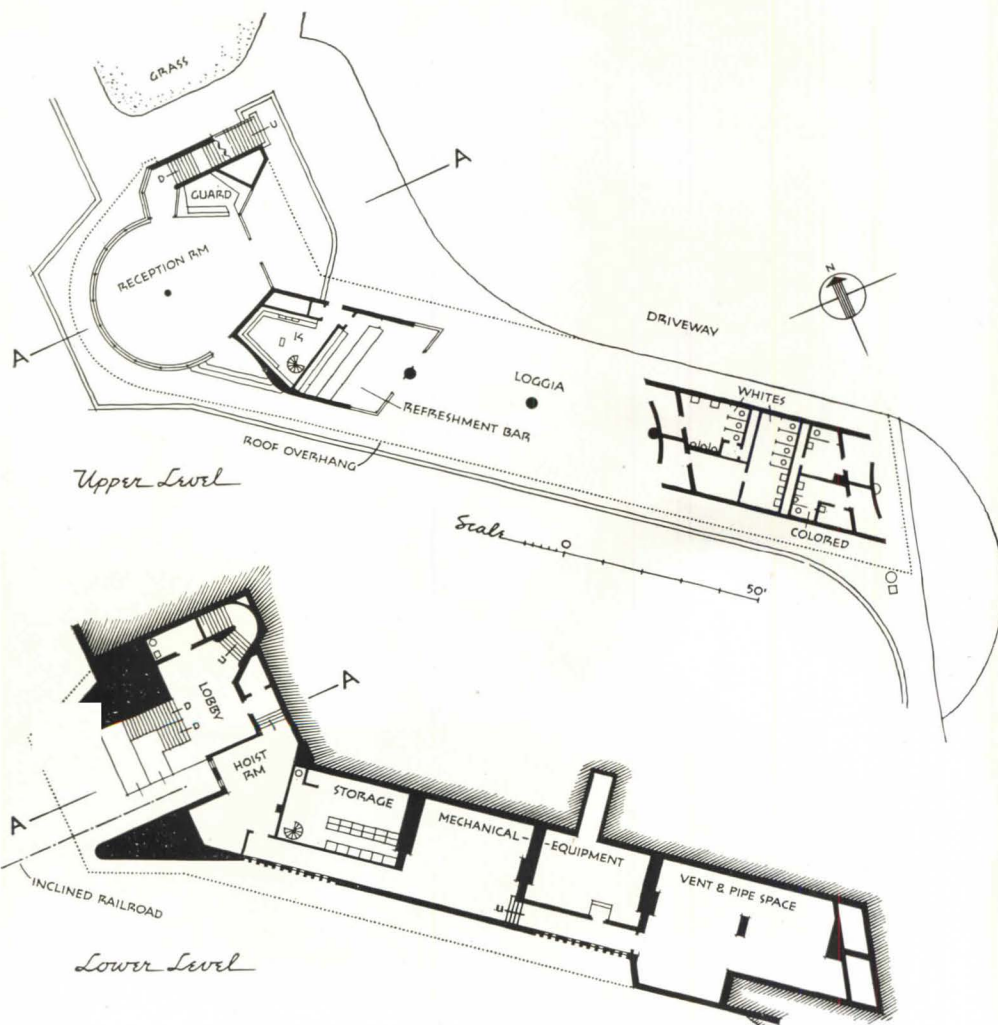 GRASS
U
D
GUARD
A
RECEPTION RM
N
A
K
DRIVEWAY
LOGGIA
WHITES
REFRESHMENT BAR
ROOF OVERHANG
COLORED
Upper Level
Scale
0
50'
A
U
LOBBY
D
D
HOIST
RM
STORAGE
A
MECHANICAL-
-EQUIPMENT
VENT & PIPE SPACE
U
INCLINED RAILROAD
Lower Level